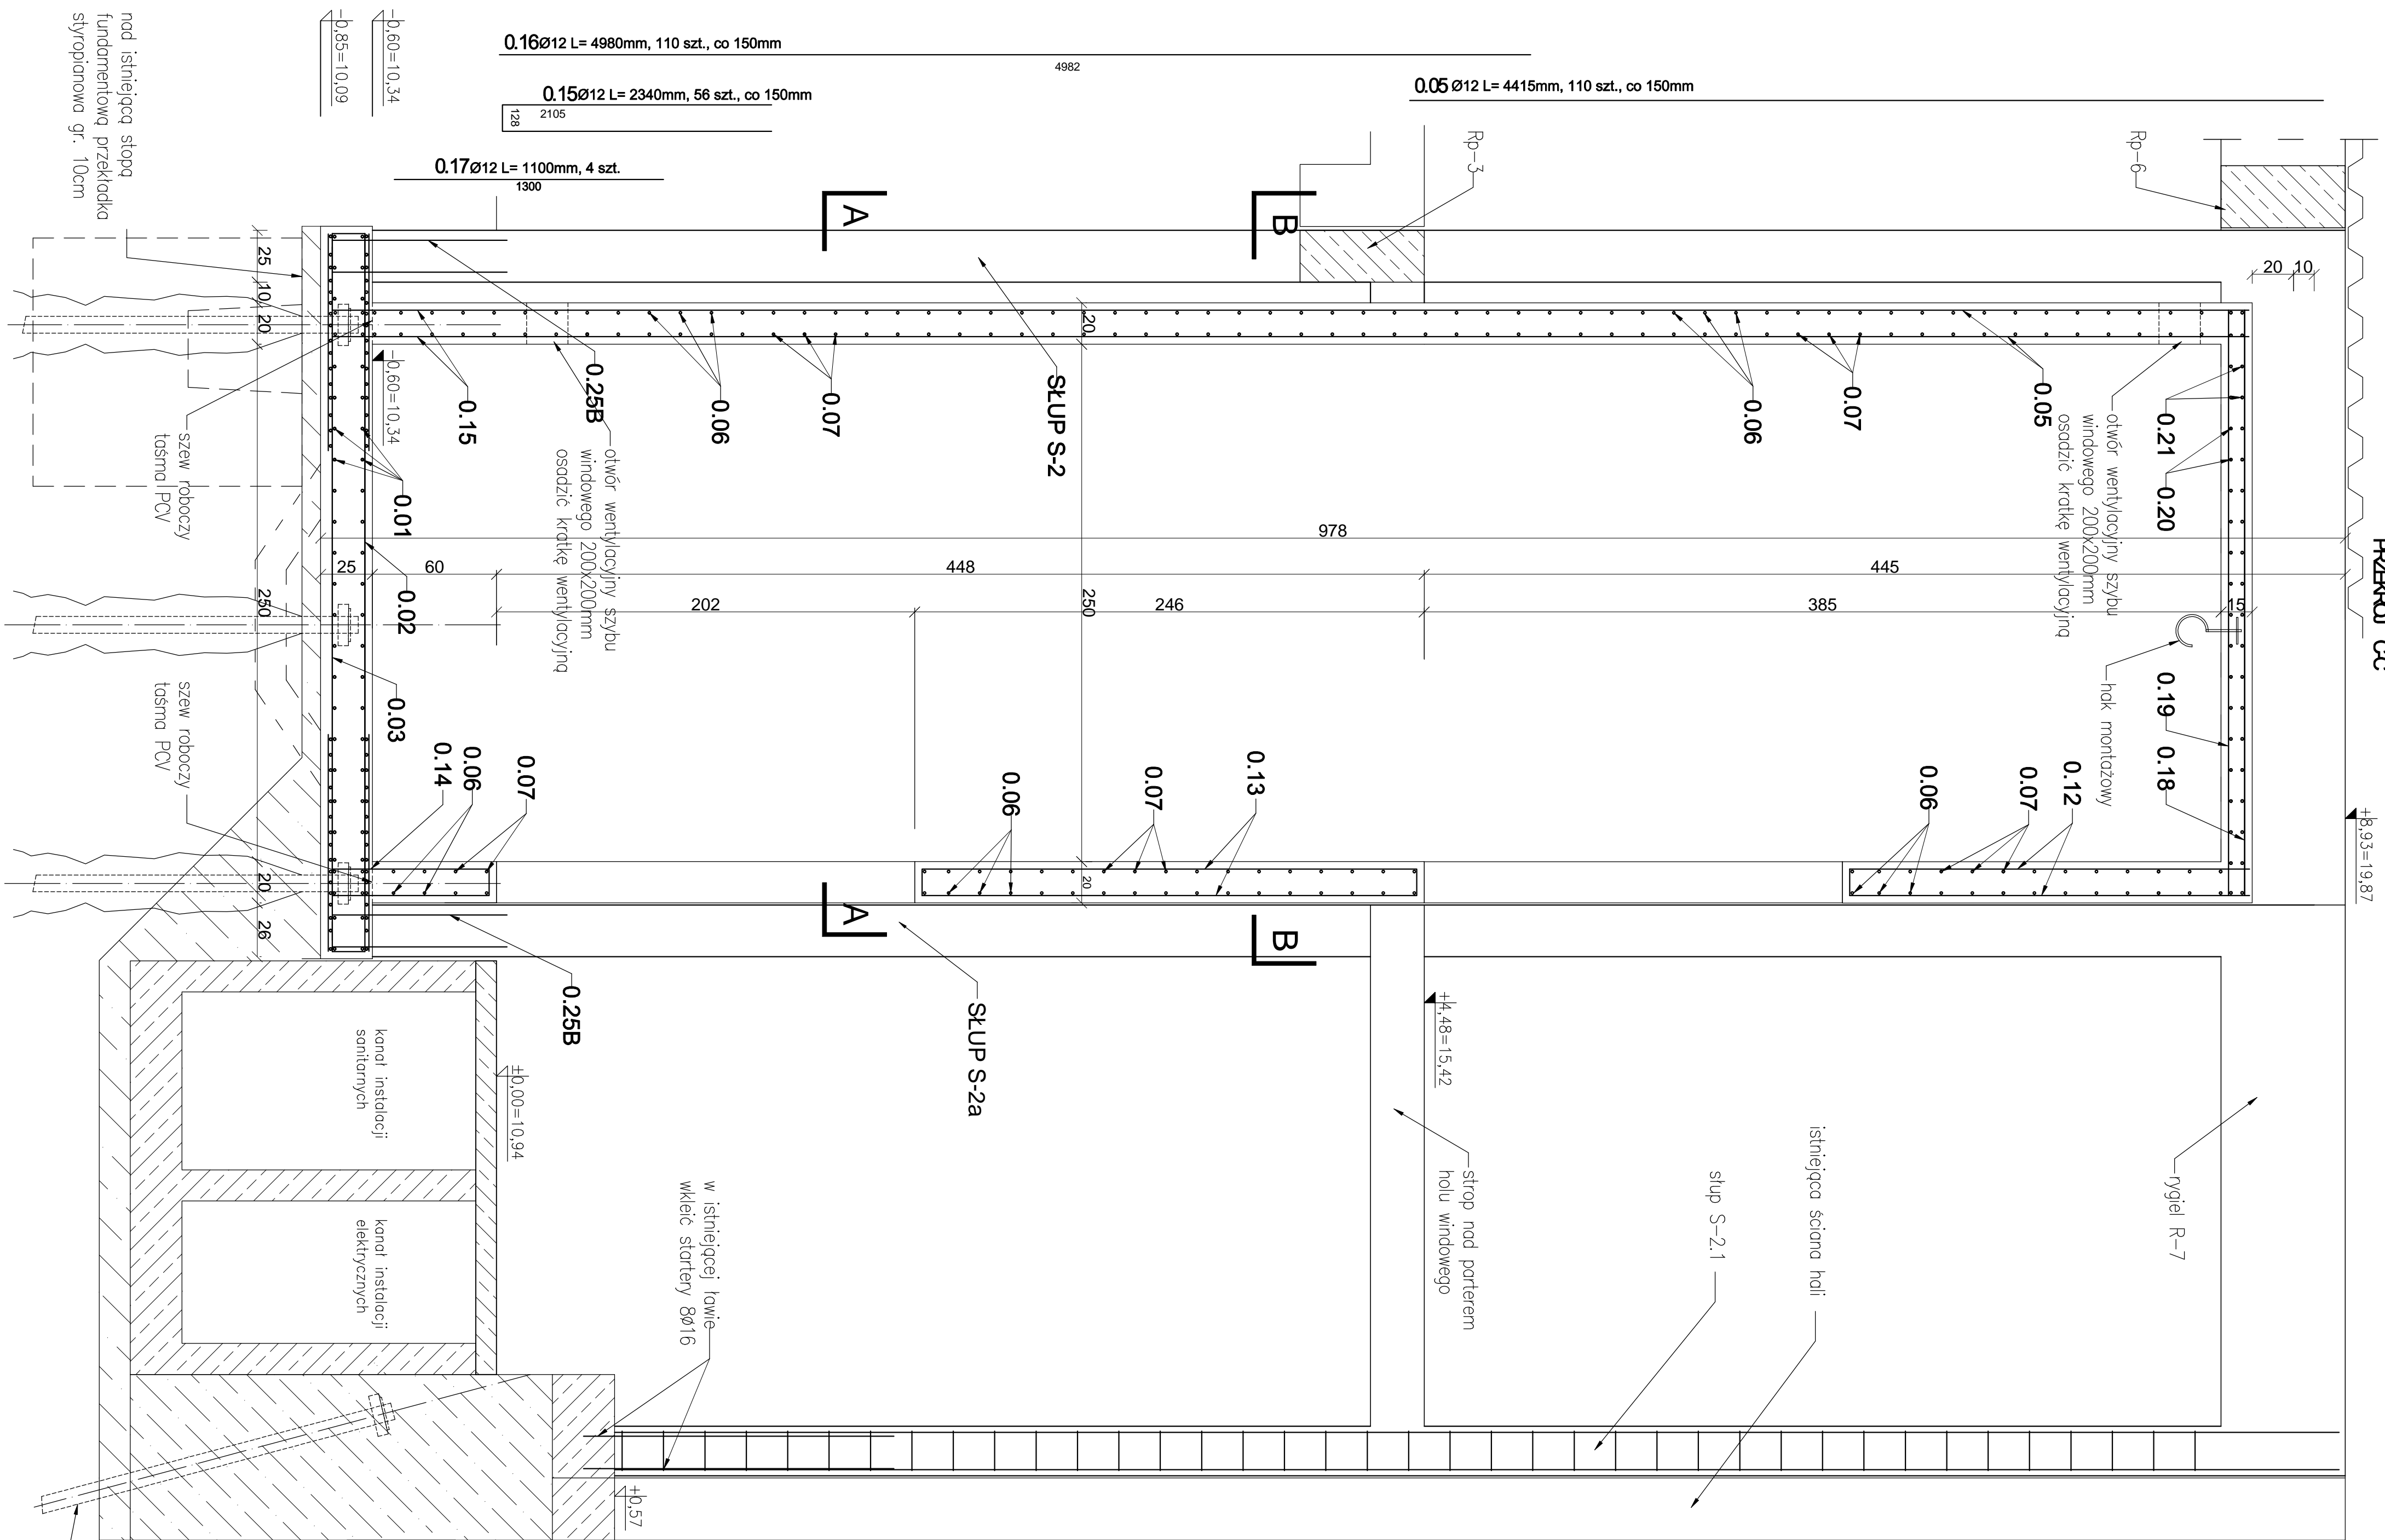 PRZEKRÓJ C-C
0.16 Ø12 L= 4980mm, 110 szt., co 150mm
4982
0.15 Ø12 L= 2340mm, 56 szt., co 150mm
128
2105
0.17 Ø12 L= 1100mm, 4 szt.
1300
0.05 Ø12 L= 4415mm, 110 szt., co 150mm
-0,60=10,34
-0,85=10,09
nad istniejącą stopą
fundamentową przekładka
styropianowa gr. 10cm
Rp-3
Rp-6
A
B
20
10
25
10
20
250
20
26
-0,60=10,34
szew roboczy
taśma PCV
szew roboczy
taśma PCV
0.15
0.25B
0.06
0.07
SŁUP S-2
20
250
20
0.06
0.07
0.05
0.21
0.20
otwór wentylacyjny szybu
windowego 200x200mm
osadzić kratkę wentylacyjną
otwór wentylacyjny szybu
windowego 200x200mm
osadzić kratkę wentylacyjną
0.01
0.02
0.03
978
25
60
448
445
202
246
385
15
hak montażowy
0.19
0.18
0.14
0.06
0.07
0.06
0.07
0.13
0.06
0.07
0.12
+8,93=19,87
A
B
0.25B
SŁUP S-2a
+4,48=15,42
±0,00=10,94
kanał instalacji
sanitarnych
kanał instalacji
elektrycznych
w istniejącej ławie
wkleić startery 8Ø16
strop nad parterem
holu windowego
słup S-2.1
istniejąca ściana hali
rygiel R-7
+0,57